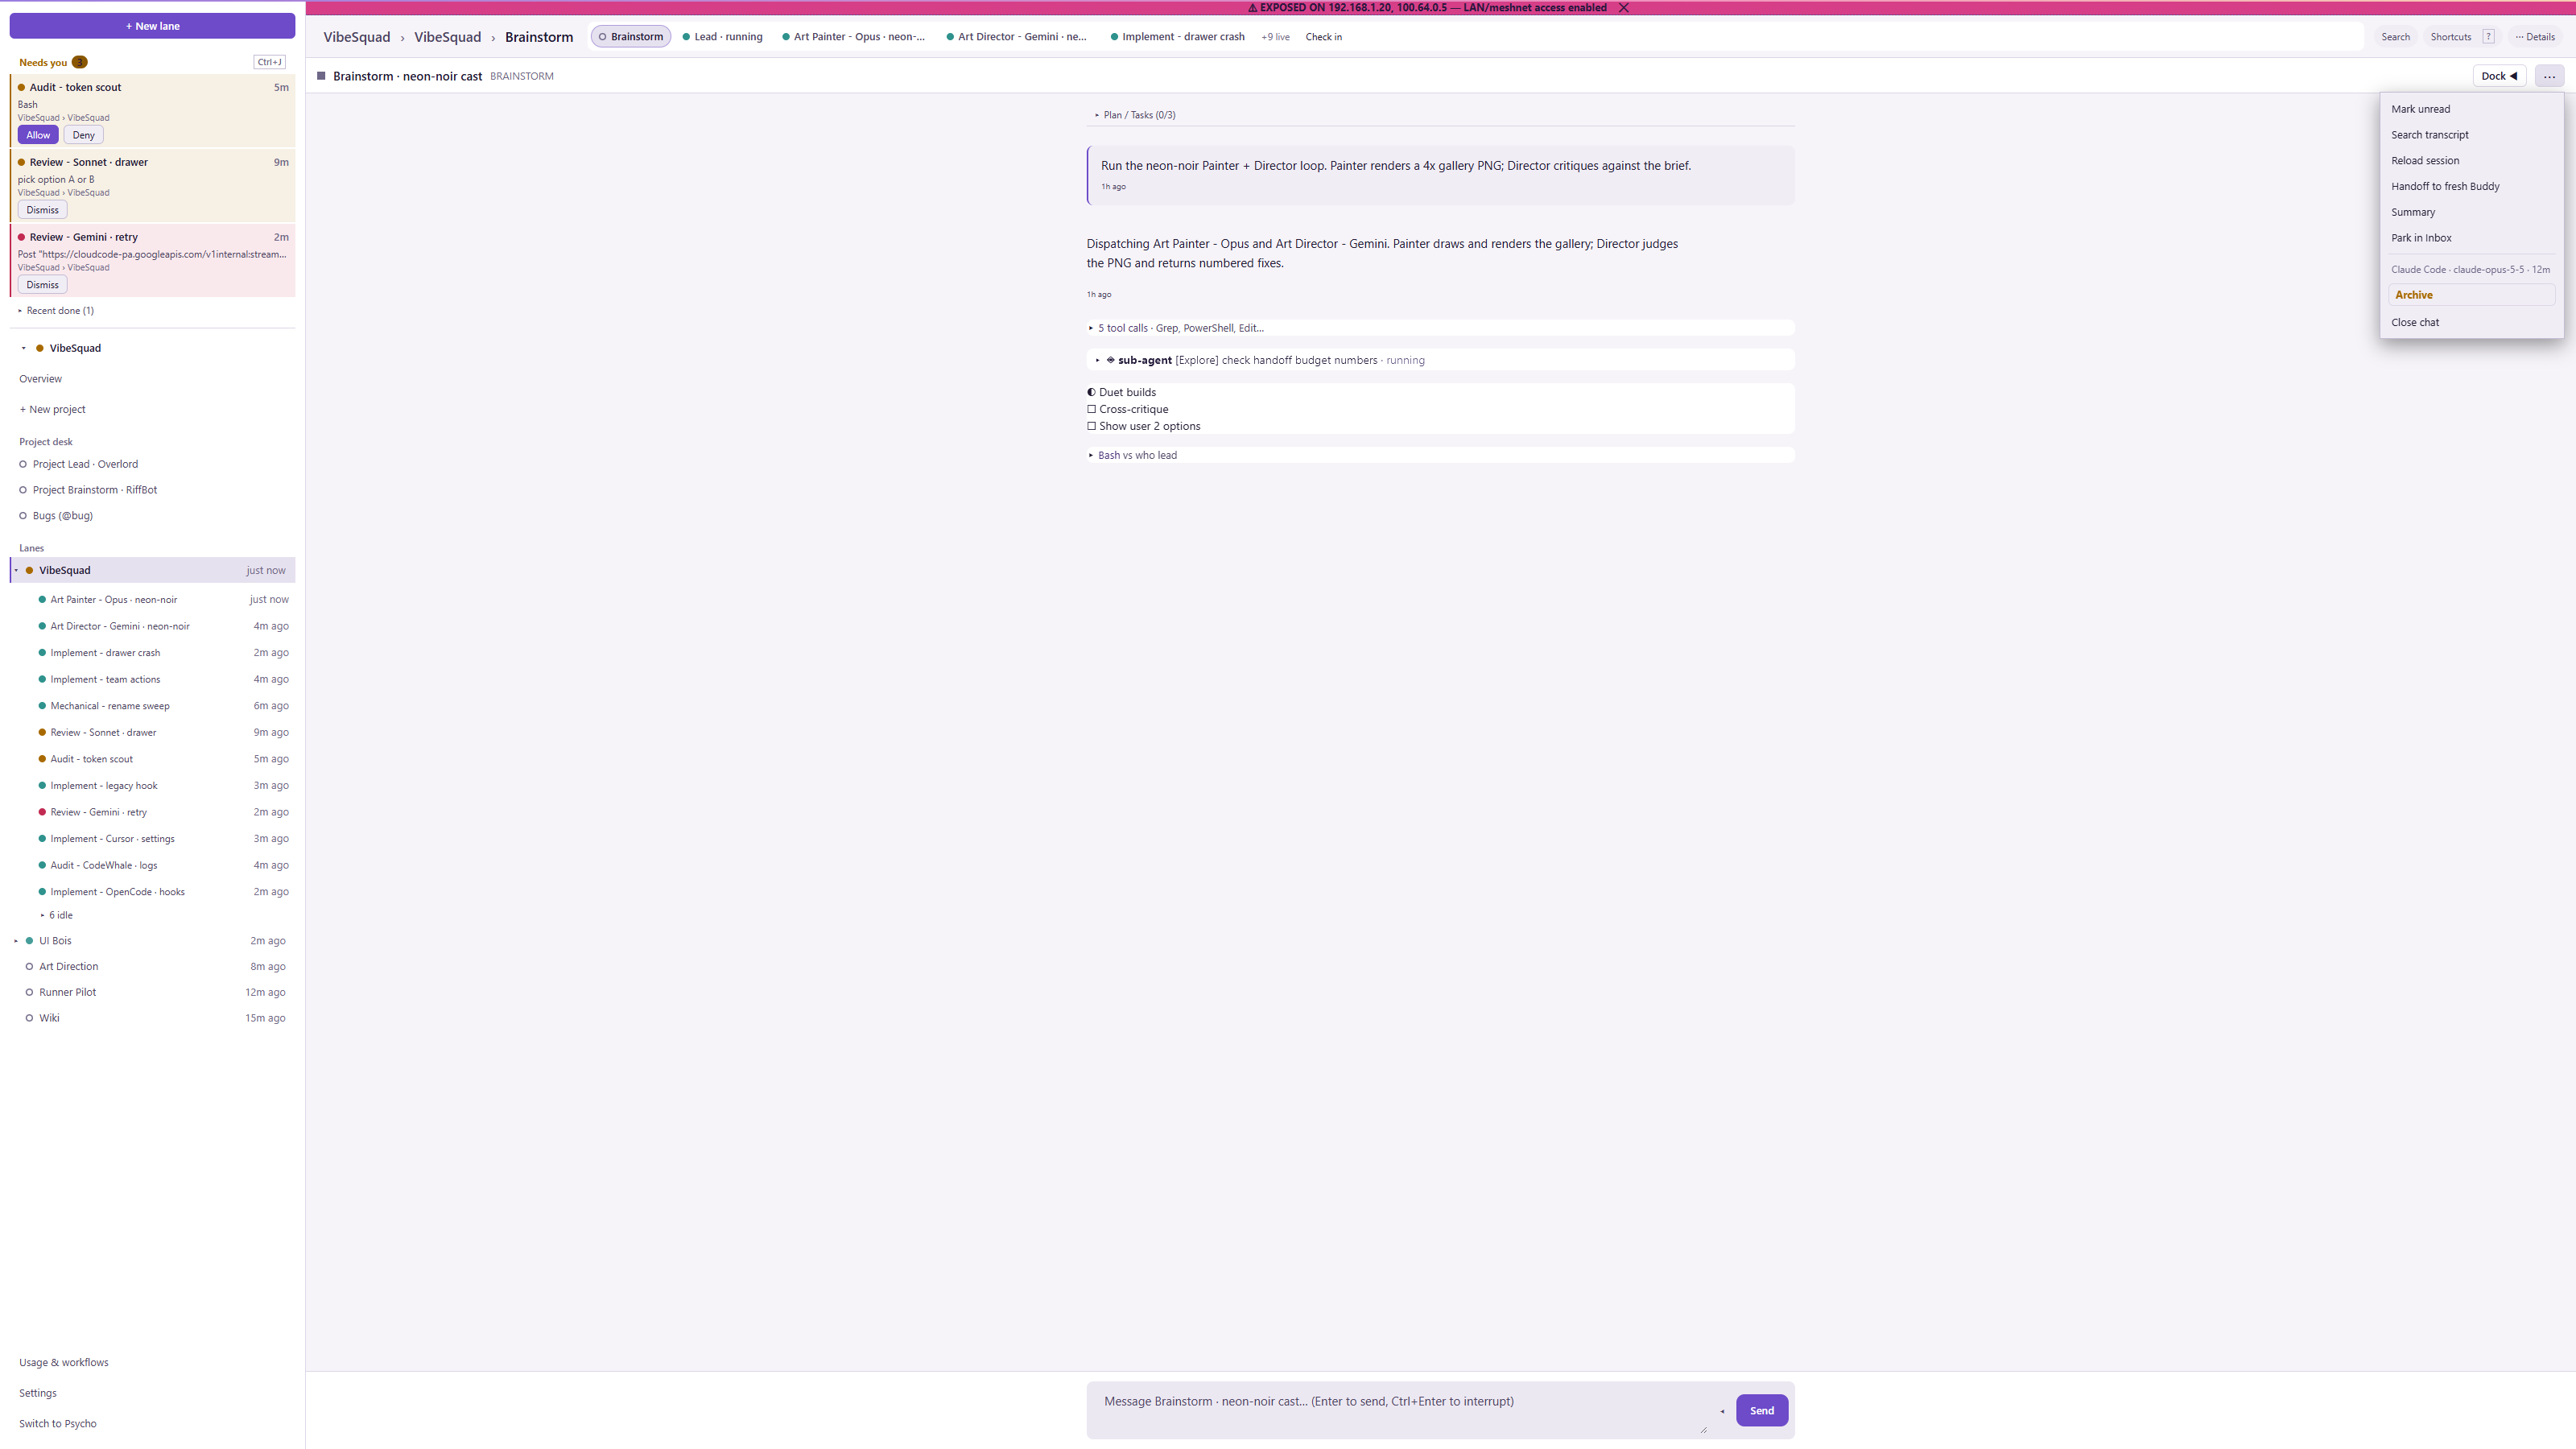 ⚠ EXPOSED ON 192.168.1.20, 100.64.0.5 — LAN/meshnet access enabled
+ New lane
Needs you 3 Ctrl+J
Audit - token scout 5m
Bash
VibeSquad › VibeSquad
Allow Deny
Review - Sonnet · drawer 9m
pick option A or B
VibeSquad › VibeSquad
Dismiss
Review - Gemini · retry 2m
Post "https://cloudcode-pa.googleapis.com/v1internal:stream...
VibeSquad › VibeSquad
Dismiss
Recent done (1)
VibeSquad
Overview
+ New project
Project desk
Project Lead · Overlord
Project Brainstorm · RiffBot
Bugs (@bug)
Lanes
VibeSquad just now
Art Painter - Opus · neon-noir just now
Art Director - Gemini · neon-noir 4m ago
Implement - drawer crash 2m ago
Implement - team actions 4m ago
Mechanical - rename sweep 6m ago
Review - Sonnet · drawer 9m ago
Audit - token scout 5m ago
Implement - legacy hook 3m ago
Review - Gemini · retry 2m ago
Implement - Cursor · settings 3m ago
Audit - CodeWhale · logs 4m ago
Implement - OpenCode · hooks 2m ago
6 idle
UI Bois 2m ago
Art Direction 8m ago
Runner Pilot 12m ago
Wiki 15m ago
Usage & workflows
Settings
Switch to Psycho
VibeSquad › VibeSquad › Brainstorm
Brainstorm Lead · running Art Painter - Opus · neon-... Art Director - Gemini · ne... Implement - drawer crash +9 live Check in
Search Shortcuts ? ··· Details
Brainstorm · neon-noir cast BRAINSTORM
Dock ◀ ...
Plan / Tasks (0/3)
Run the neon-noir Painter + Director loop. Painter renders a 4x gallery PNG; Director critiques against the brief.
1h ago
Dispatching Art Painter - Opus and Art Director - Gemini. Painter draws and renders the gallery; Director judges
the PNG and returns numbered fixes.
1h ago
5 tool calls · Grep, PowerShell, Edit...
sub-agent [Explore] check handoff budget numbers · running
◐ Duet builds
☐ Cross-critique
☐ Show user 2 options
Bash vs who lead
Mark unread
Search transcript
Reload session
Handoff to fresh Buddy
Summary
Park in Inbox
Claude Code · claude-opus-5-5 · 12m
Archive
Close chat
Message Brainstorm · neon-noir cast... (Enter to send, Ctrl+Enter to interrupt)
Send